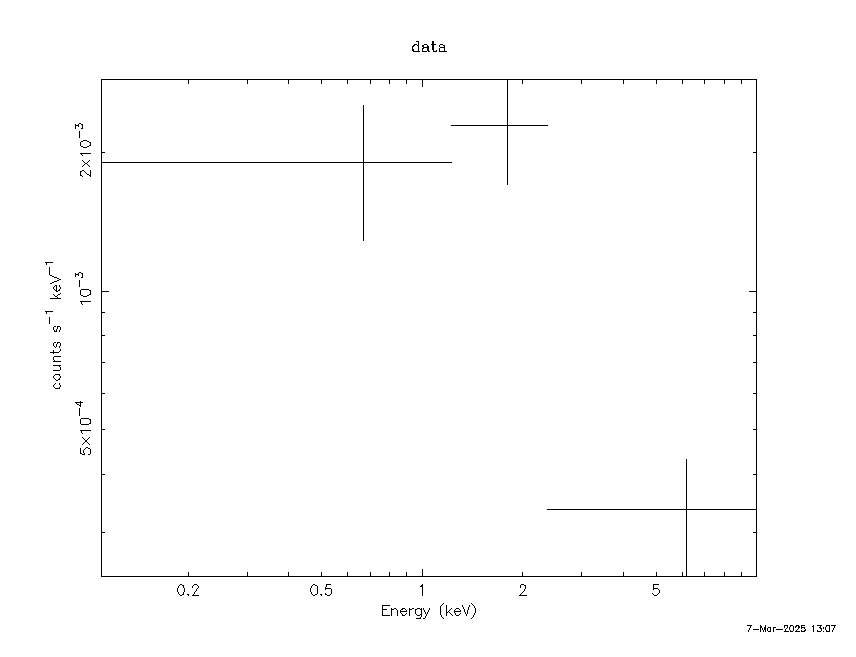 data
2×10⁻³
10⁻³
5×10⁻⁴
counts s⁻¹ keV⁻¹
0.2 0.5 1 2 5
Energy (keV)
7-Mar-2025 13:07